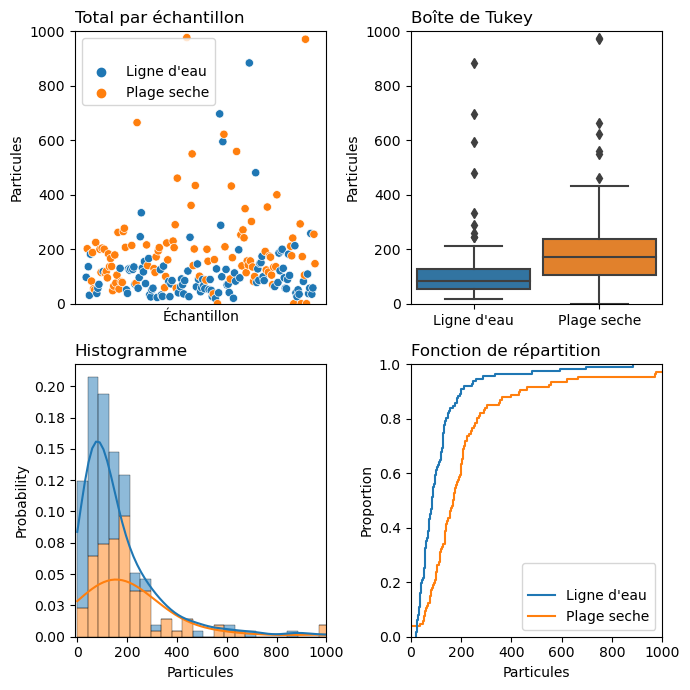 Total par échantillon
1000
800
600
400
200
0
Particules
Échantillon
Ligne d'eau
Plage seche
Boîte de Tukey
1000
800
600
400
200
0
Particules
Ligne d'eau
Plage seche
Histogramme
0.20
0.17
0.15
0.12
0.10
0.08
0.05
0.03
0.00
Probability
0
200
400
600
800
1000
Particules
Fonction de répartition
1.0
0.8
0.6
0.4
0.2
0.0
Proportion
0
200
400
600
800
1000
Particules
Ligne d'eau
Plage seche